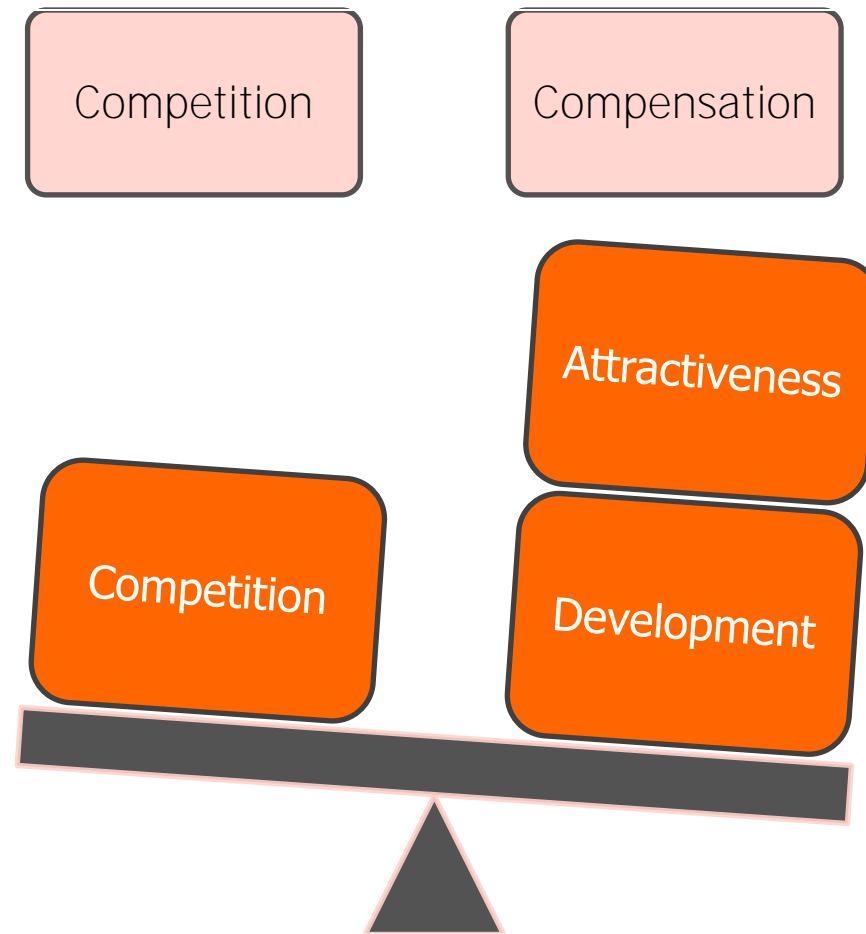 Competition
Compensation
Attractiveness
Competition
Development